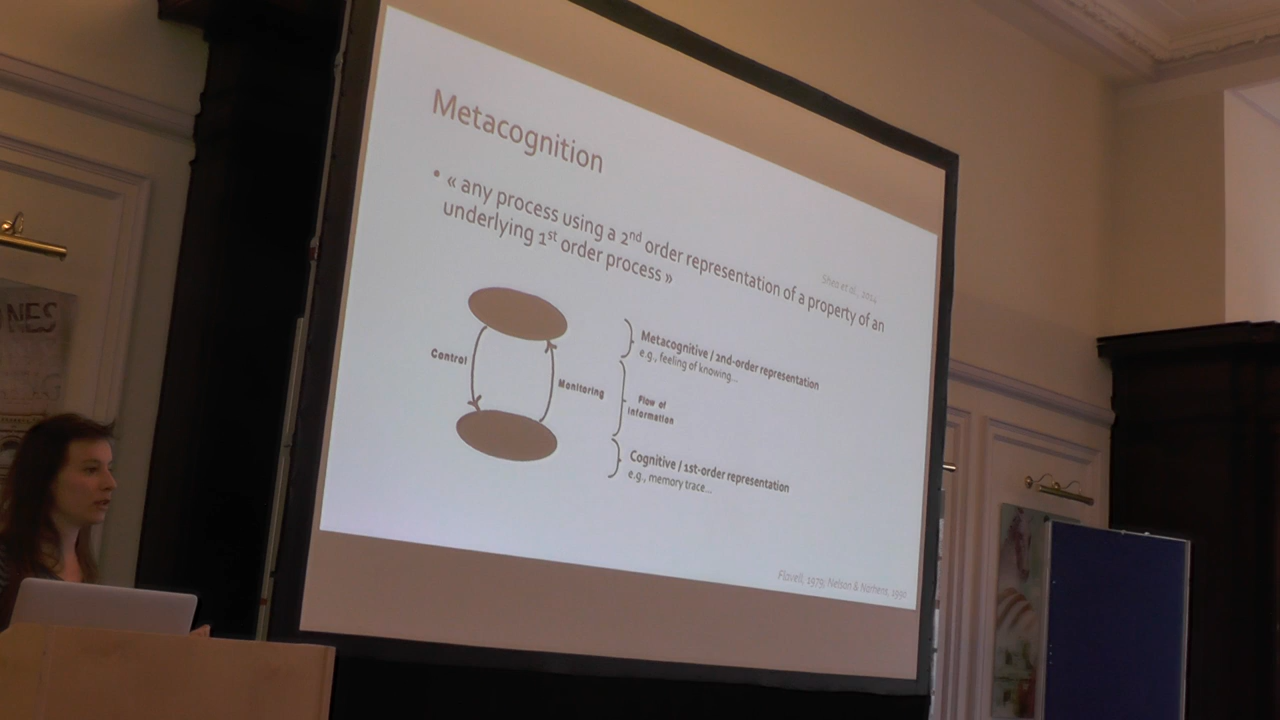 Metacognition
• « any process using a 2nd order representation of a property of an
underlying 1st order process »
Shea et al., 2014
Control
Monitoring
Metacognitive / 2nd-order representation
e.g., feeling of knowing...
Flow of
information
Cognitive / 1st-order representation
e.g., memory trace...
Flavell, 1979; Nelson & Narhens, 1990
NES